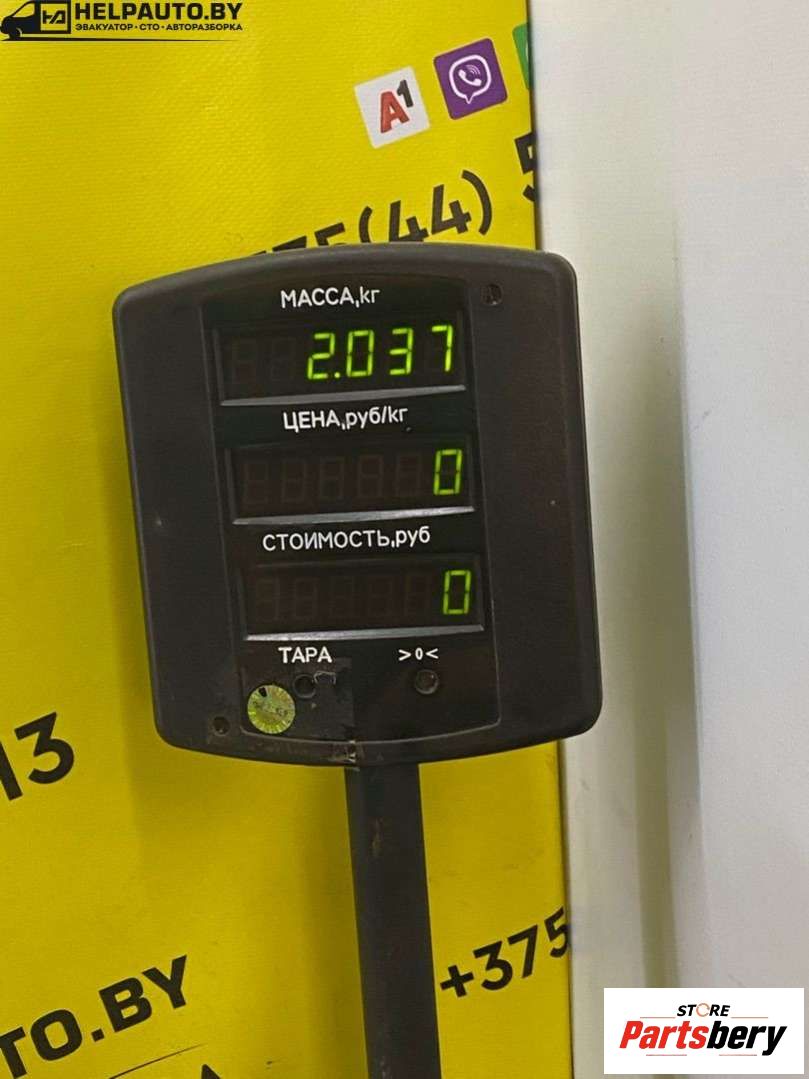 HELPAUTO.BY
ЭВАКУАТОР•СТО•АВТОРАЗБОРКА
A1
(44)
МАССА,кг
2.037
ЦЕНА,руб/кг
0
СТОИМОСТЬ,руб
0
ТАРА >0<
13
+375
TO.BY
STORE
Partsbery